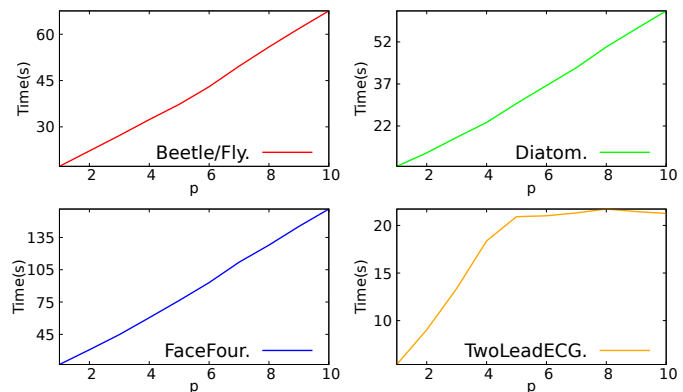 60
45
30
Time(s)
Beetle/Fly.
2 4 6 8 10
p
52
37
22
Time(s)
Diatom.
2 4 6 8 10
p
135
105
75
45
Time(s)
FaceFour.
2 4 6 8 10
p
20
15
10
Time(s)
TwoLeadECG.
2 4 6 8 10
p